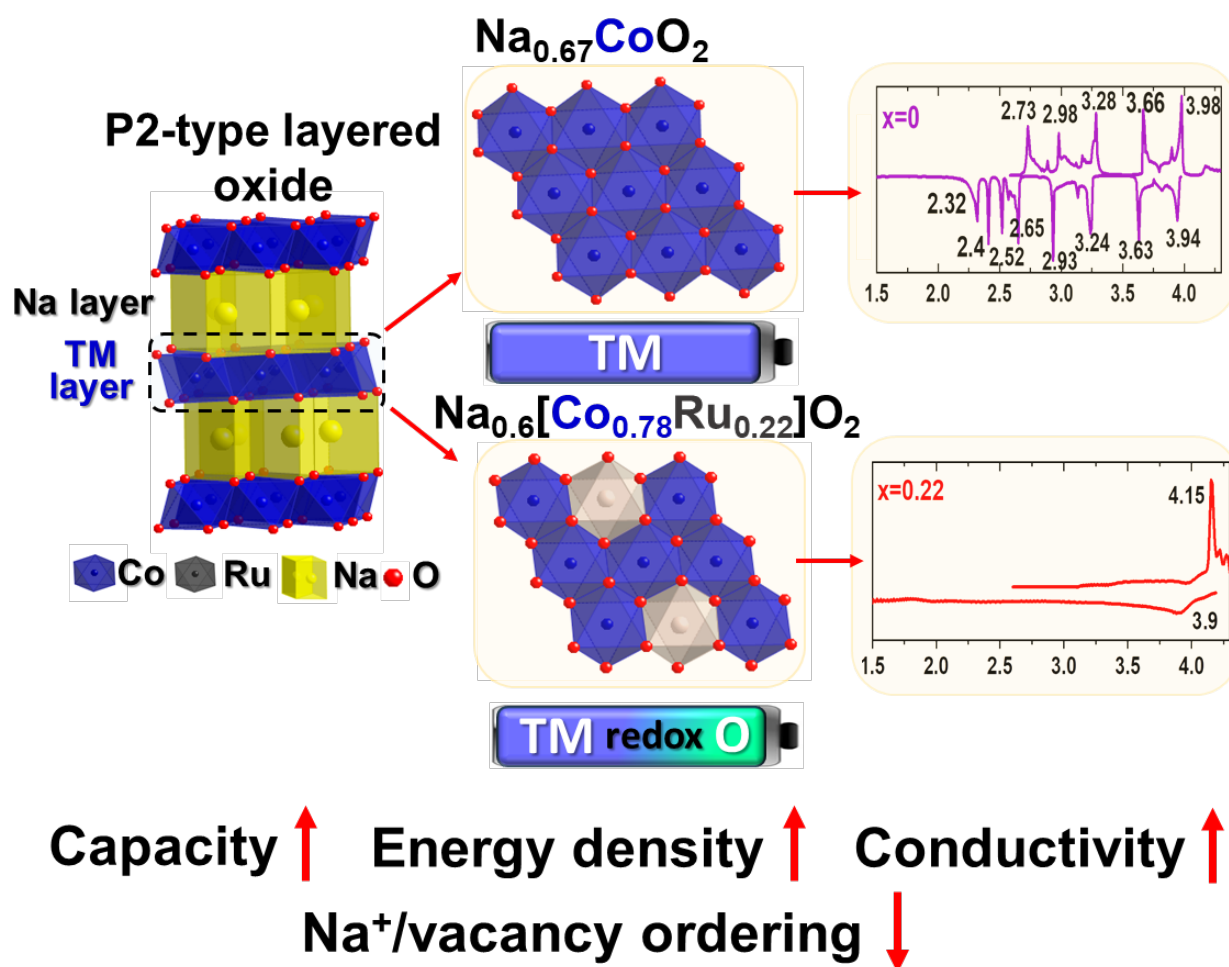 Na0.67CoO2
P2-type layered
oxide
Na layer
TM
layer
Co Ru Na O
TM
x=0
2.73 2.98 3.28 3.66 3.98
2.32 2.4 2.52 2.65 2.93 3.24 3.63 3.94
1.5 2.0 2.5 3.0 3.5 4.0
Na0.6[Co0.78Ru0.22]O2
x=0.22
4.15
3.9
1.5 2.0 2.5 3.0 3.5 4.0
TM redox O
Capacity Energy density Conductivity
Na+/vacancy ordering